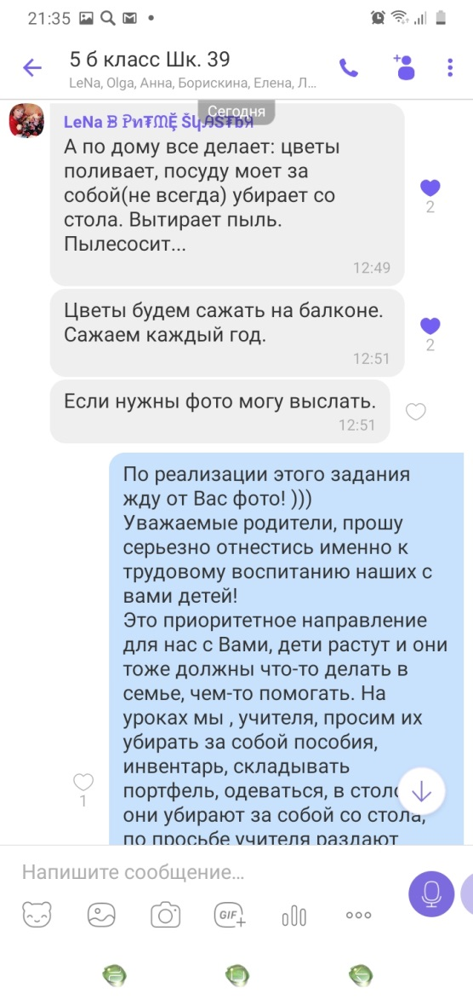 21:35
5 б класс Шк. 39
LeNa, Olga, Анна, Борискина, Елена, Л...
Сегодня
LeNa
А по дому все делает: цветы
поливает, посуду моет за
собой(не всегда) убирает со
стола. Вытирает пыль.
Пылесосит...
12:49
2
Цветы будем сажать на балконе.
Сажаем каждый год.
12:51
2
Если нужны фото могу выслать.
12:51
По реализации этого задания
жду от Вас фото! )))
Уважаемые родители, прошу
серьезно отнестись именно к
трудовому воспитанию наших с
вами детей!
Это приоритетное направление
для нас с Вами, дети растут и они
тоже должны что-то делать в
семье, чем-то помогать. На
уроках мы , учителя, просим их
убирать за собой пособия,
инвентарь, складывать
портфель, одеваться, в столо
они убирают за собой со стола,
по просьбе учителя раздают
1
Напишите сообщение...
GIF